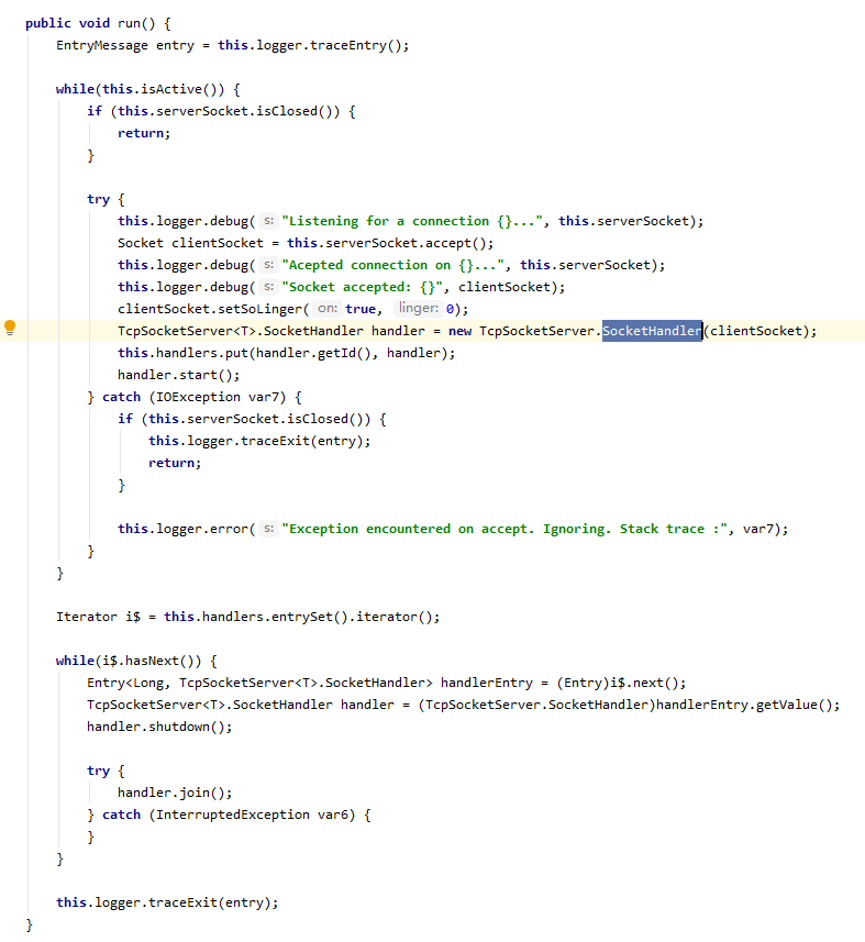 public void run() {
EntryMessage entry = this.logger.traceEntry();
while(this.isActive()) {
if (this.serverSocket.isClosed()) {
return;
}
try {
this.logger.debug( s: "Listening for a connection {}...", this.serverSocket);
Socket clientSocket = this.serverSocket.accept();
this.logger.debug( s: "Acepted connection on {}...", this.serverSocket);
this.logger.debug( s: "Socket accepted: {}", clientSocket);
clientSocket.setSoLinger( on: true, linger: 0);
TcpSocketServer<T>.SocketHandler handler = new TcpSocketServer.SocketHandler(clientSocket);
this.handlers.put(handler.getId(), handler);
handler.start();
} catch (IOException var7) {
if (this.serverSocket.isClosed()) {
this.logger.traceExit(entry);
return;
}
this.logger.error( s: "Exception encountered on accept. Ignoring. Stack trace :", var7);
}
}
Iterator i$ = this.handlers.entrySet().iterator();
while(i$.hasNext()) {
Entry<Long, TcpSocketServer<T>.SocketHandler> handlerEntry = (Entry)i$.next();
TcpSocketServer<T>.SocketHandler handler = (TcpSocketServer.SocketHandler)handlerEntry.getValue();
handler.shutdown();
try {
handler.join();
} catch (InterruptedException var6) {
}
}
this.logger.traceExit(entry);
}